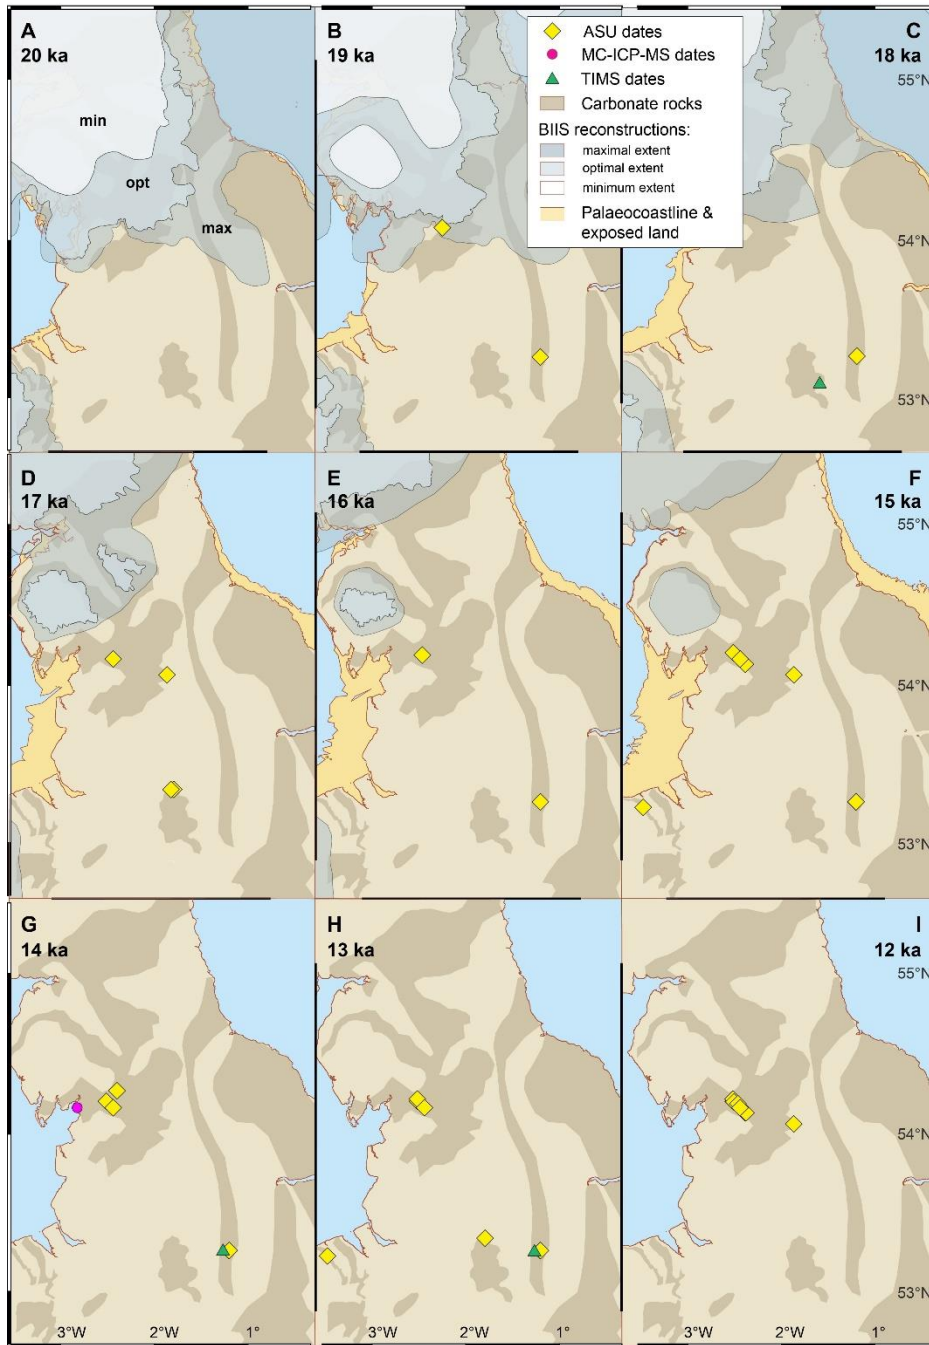 A
20 ka
min
opt
max
B
19 ka
ASU dates
MC-ICP-MS dates
TIMS dates
Carbonate rocks
BIIS reconstructions:
maximal extent
optimal extent
minimum extent
Palaeocoastline &
exposed land
C
18 ka
55°N
54°N
53°N
D
17 ka
E
16 ka
F
15 ka
55°N
54°N
53°N
G
14 ka
H
13 ka
I
12 ka
55°N
54°N
53°N
3°W
2°W
1°
3°W
2°W
1°
3°W
2°W
1°